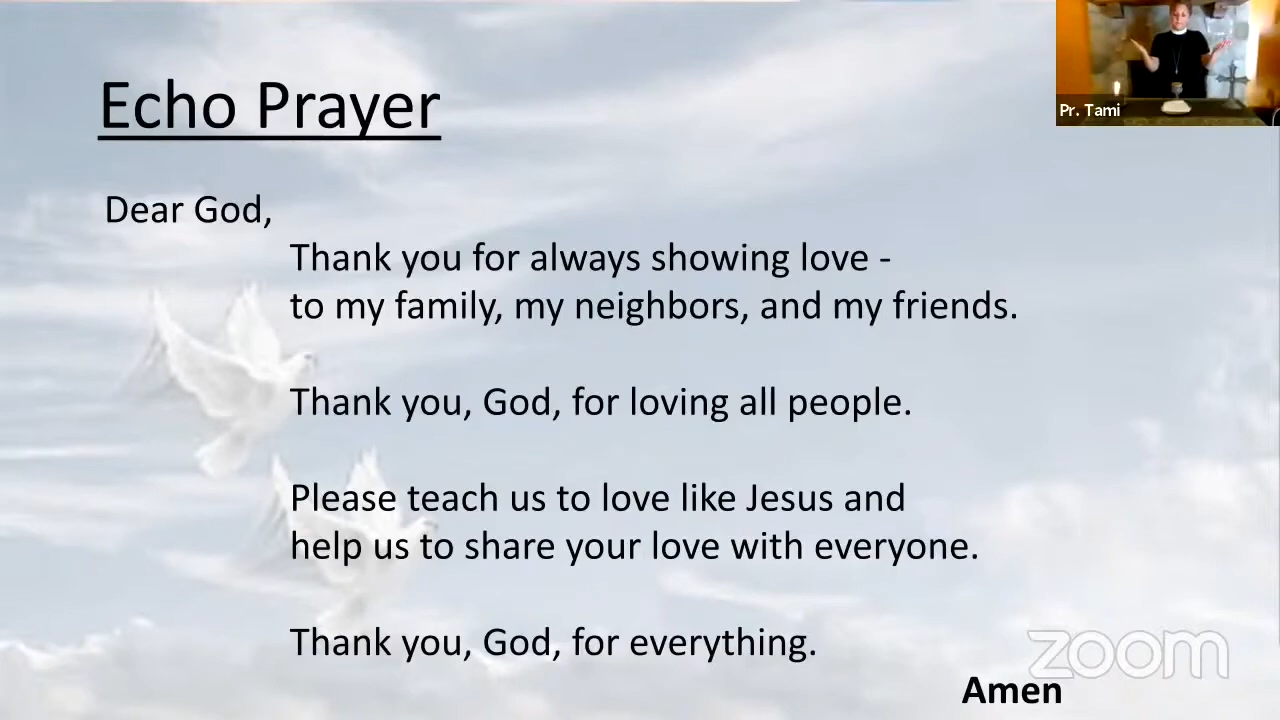 Echo Prayer
Pr. Tami
Dear God,
Thank you for always showing love -
to my family, my neighbors, and my friends.
Thank you, God, for loving all people.
Please teach us to love like Jesus and
help us to share your love with everyone.
Thank you, God, for everything.
zoom
Amen